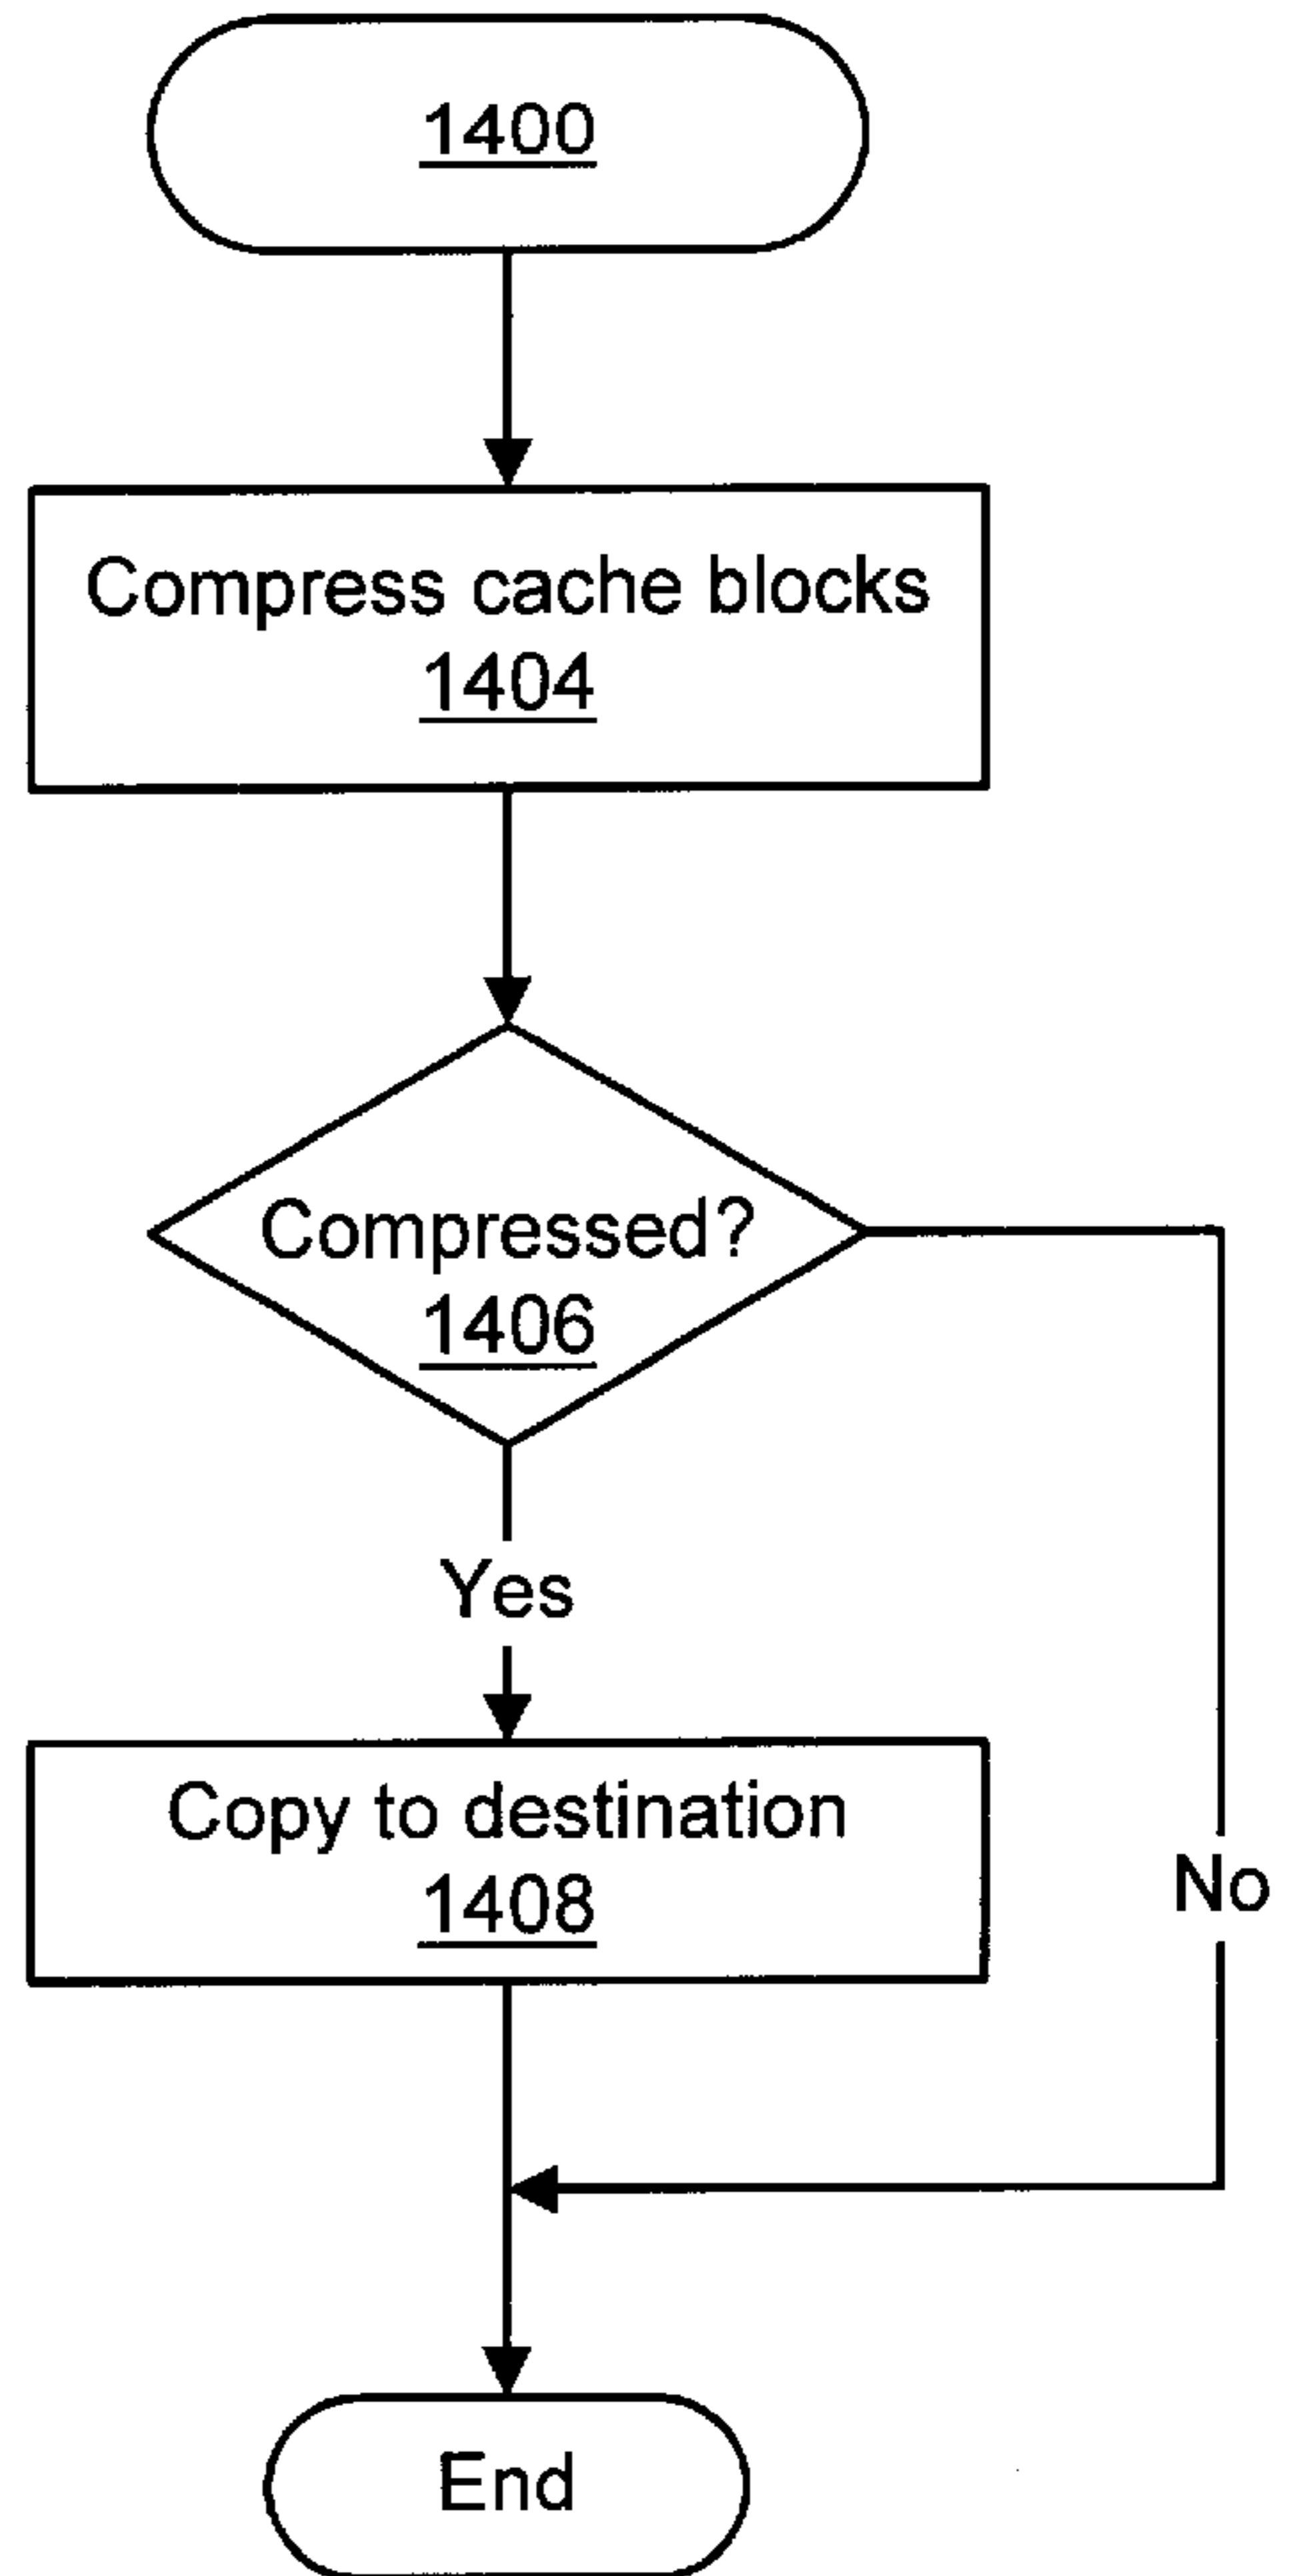 1400
Compress cache blocks
1404
Compressed?
1406
Yes
Copy to destination
1408
No
End